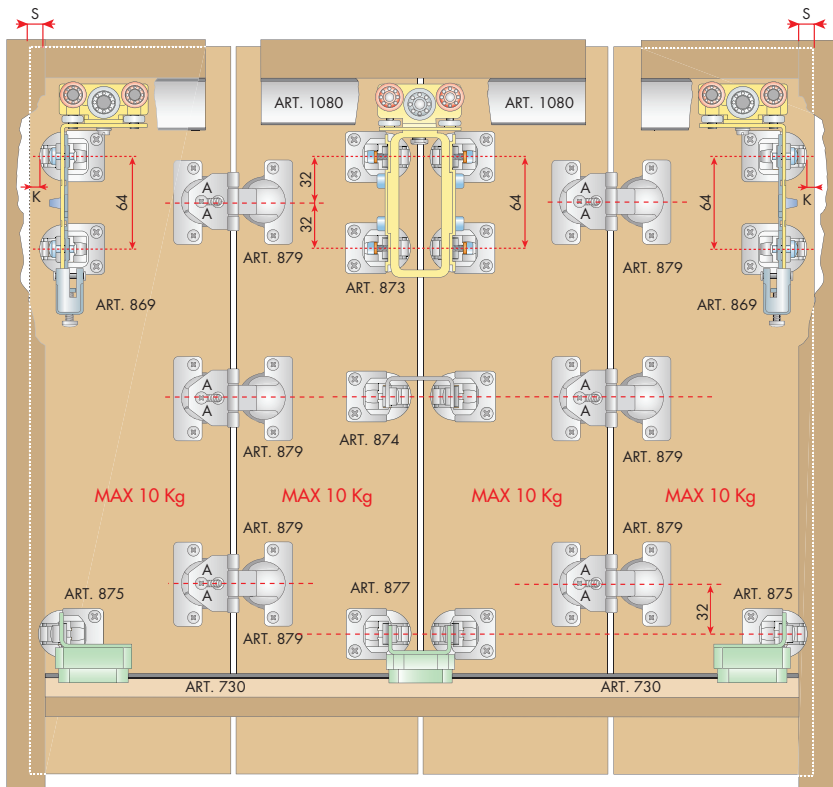 S
S
ART. 1080
ART. 1080
K
64
A
A
32
32
64
A
A
64
K
ART. 879
ART. 879
ART. 869
ART. 873
ART. 869
A
A
A
A
ART. 874
ART. 879
ART. 879
MAX 10 Kg
MAX 10 Kg
MAX 10 Kg
MAX 10 Kg
ART. 879
ART. 879
A
A
A
A
ART. 875
ART. 877
ART. 875
32
ART. 879
ART. 730
ART. 730